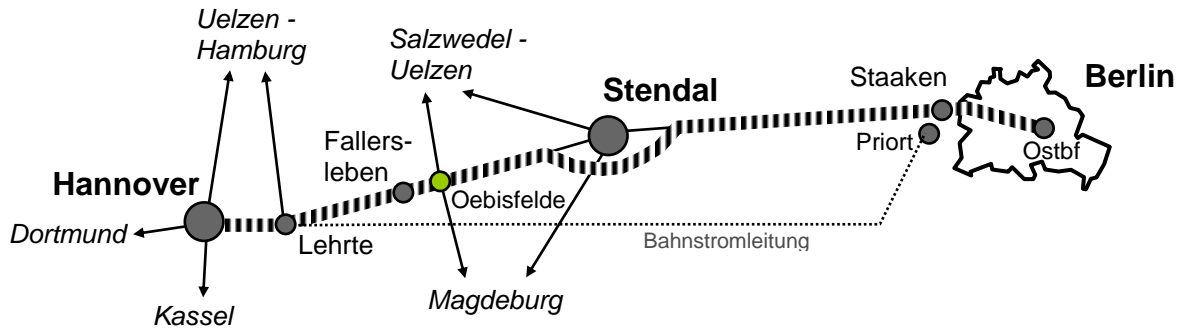 Uelzen -
Hamburg
Salzwedel -
Uelzen
Stendal
Staaken
Berlin
Fallers-
leben
Priort
Ostbf
Hannover
Oebisfelde
Dortmund
Lehrte
Bahnstromleitung
Magdeburg
Kassel